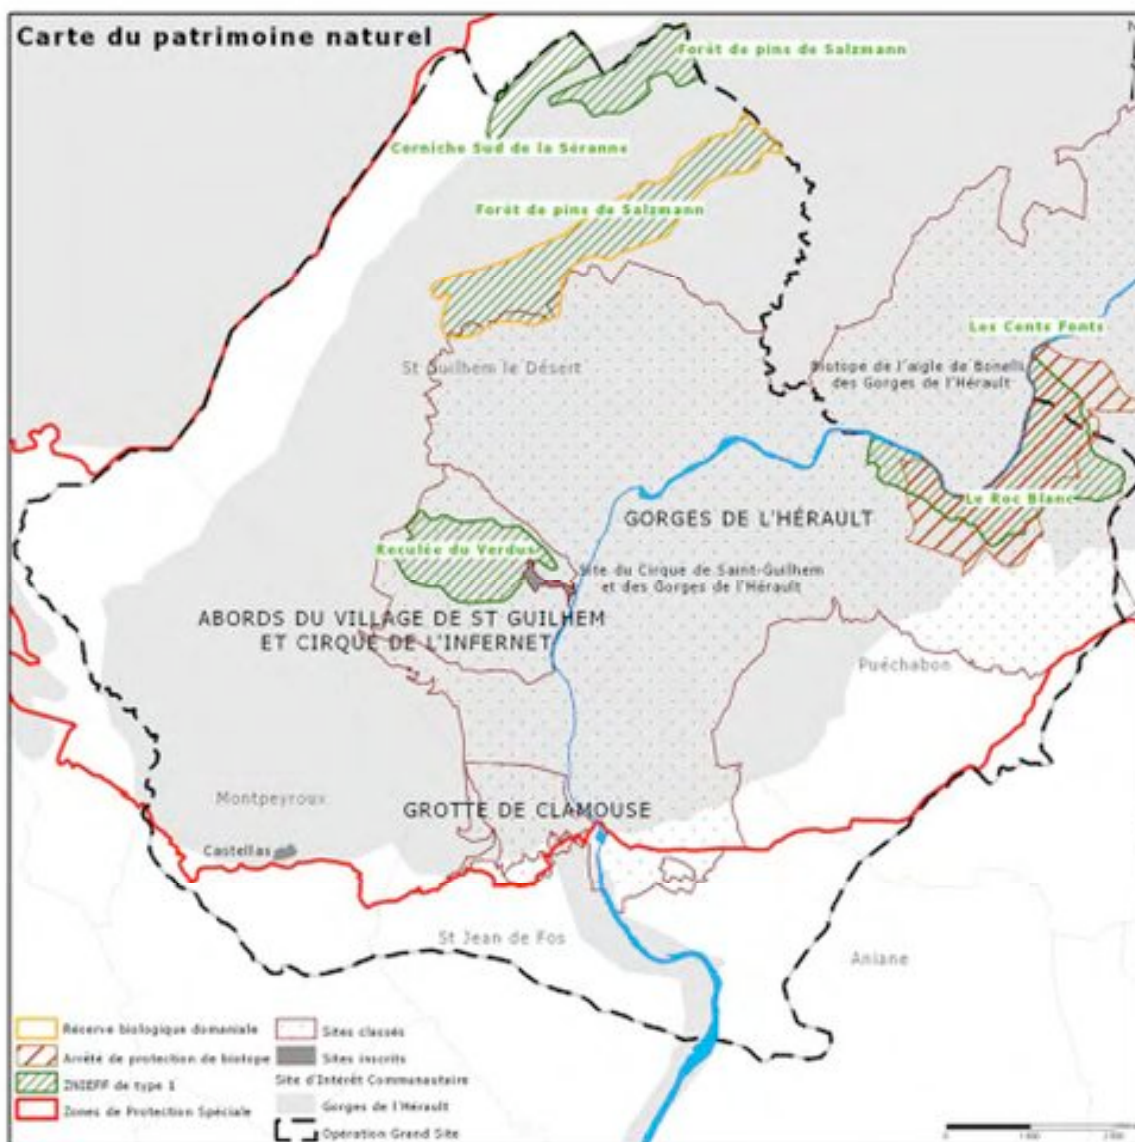 Carte du patrimoine naturel
N
Forêt de pins de Salzmann
Corniche Sud de la Séranne
Forêt de pins de Salzmann
Les Cents Fonts
St Guilhem le Désert
Biotope de l'aigle de Bonelli
des Gorges de l'Hérault
Le Roc Blanc
GORGES DE L'HÉRAULT
Reculée du Verdus
Site du Cirque de Saint-Guilhem
et des Gorges de l'Hérault
ABORDS DU VILLAGE DE ST GUILHEM
ET CIRQUE DE L'INFERNET
Puéchabon
Montpeyroux
GROTTE DE CLAMOUSE
Castellas
St Jean de Fos
Aniane
Réserve biologique domaniale
Arrêté de protection de biotope
ZNIEFF de type 1
Zones de Protection Spéciale
Sites classés
Sites inscrits
Site d'Intérêt Communautaire
Gorges de l'Hérault
Opération Grand Site